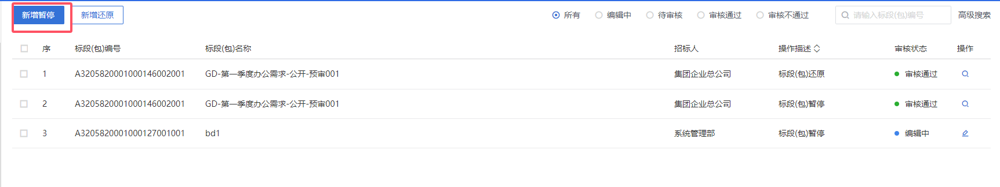 新增暂停 新增还原 所有 编辑中 待审核 审核通过 审核不通过 请输入标段(包)编号 高级搜索
序 标段(包)编号 标段(包)名称 招标人 操作描述 审核状态 操作
1 A3205820001000146002001 GD-第一季度办公需求-公开-预审001 集团企业总公司 标段(包)还原 审核通过
2 A3205820001000146002001 GD-第一季度办公需求-公开-预审001 集团企业总公司 标段(包)暂停 审核通过
3 A3205820001000127001001 bd1 系统管理部 标段(包)暂停 编辑中